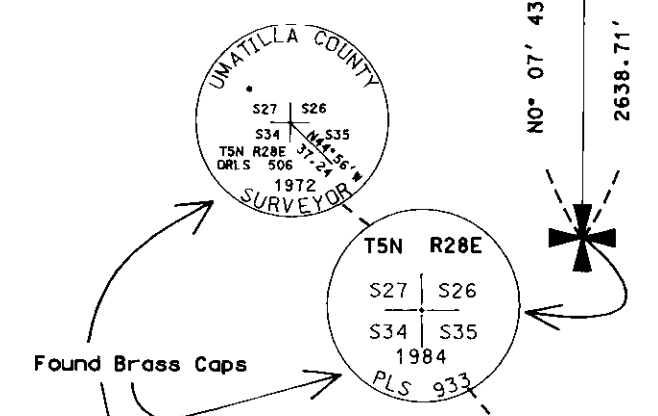 UMATILLA COUNTY
S27 S26
S34 S35
T5N R28E
ORLS 506
N44°56'W
37.24
1972
SURVEYOR
N0° 07' 43
2638.71'
T5N R28E
S27 S26
S34 S35
1984
PLS 933
Found Brass Caps